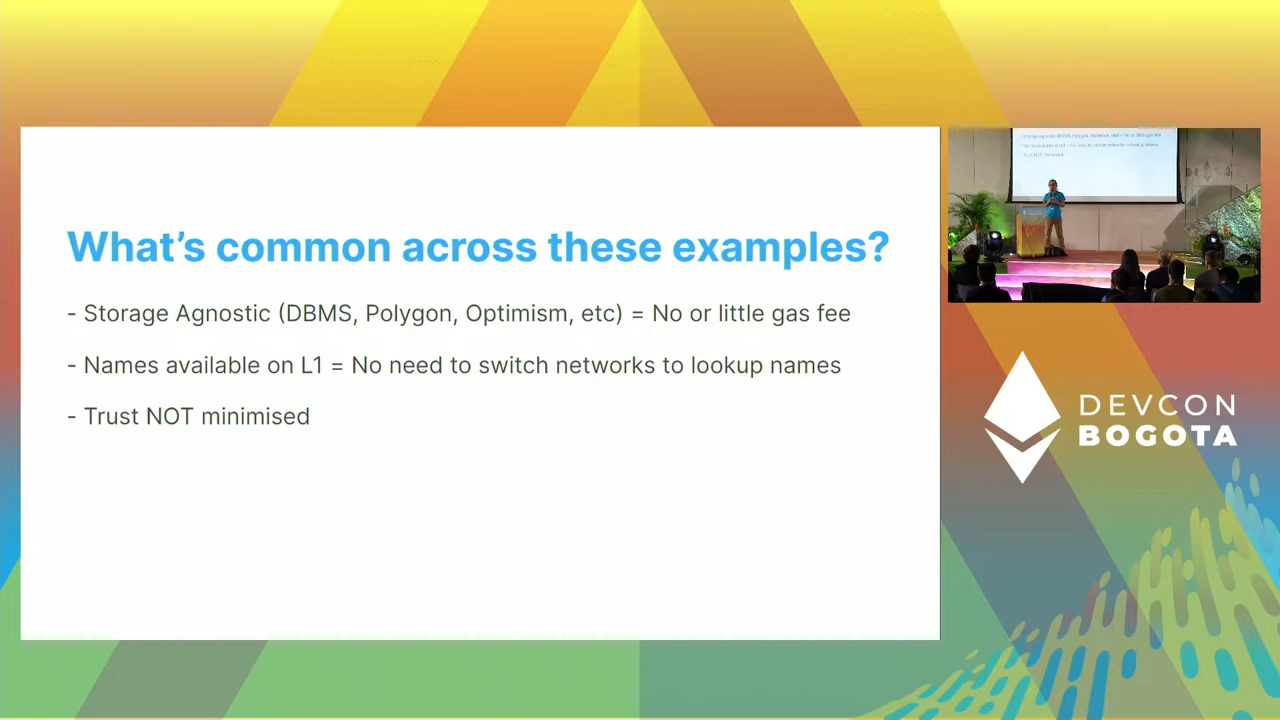 What's common across these examples?
- Storage Agnostic (DBMS, Polygon, Optimism, etc) = No or little gas fee
- Names available on L1 = No need to switch networks to lookup names
- Trust NOT minimised
DEVCON
BOGOTA